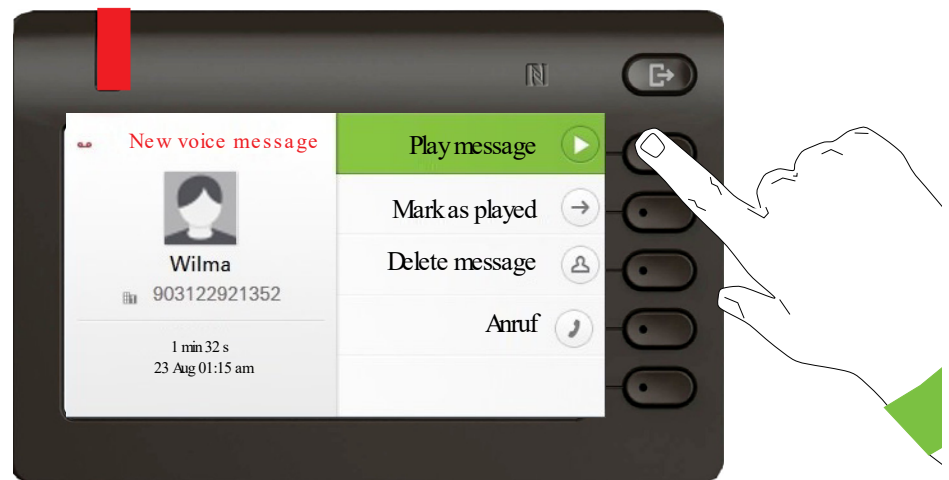 New voice message
Wilma
903122921352
1 min 32 s
23 Aug 01:15 am
Play message
Mark as played
Delete message
Anruf